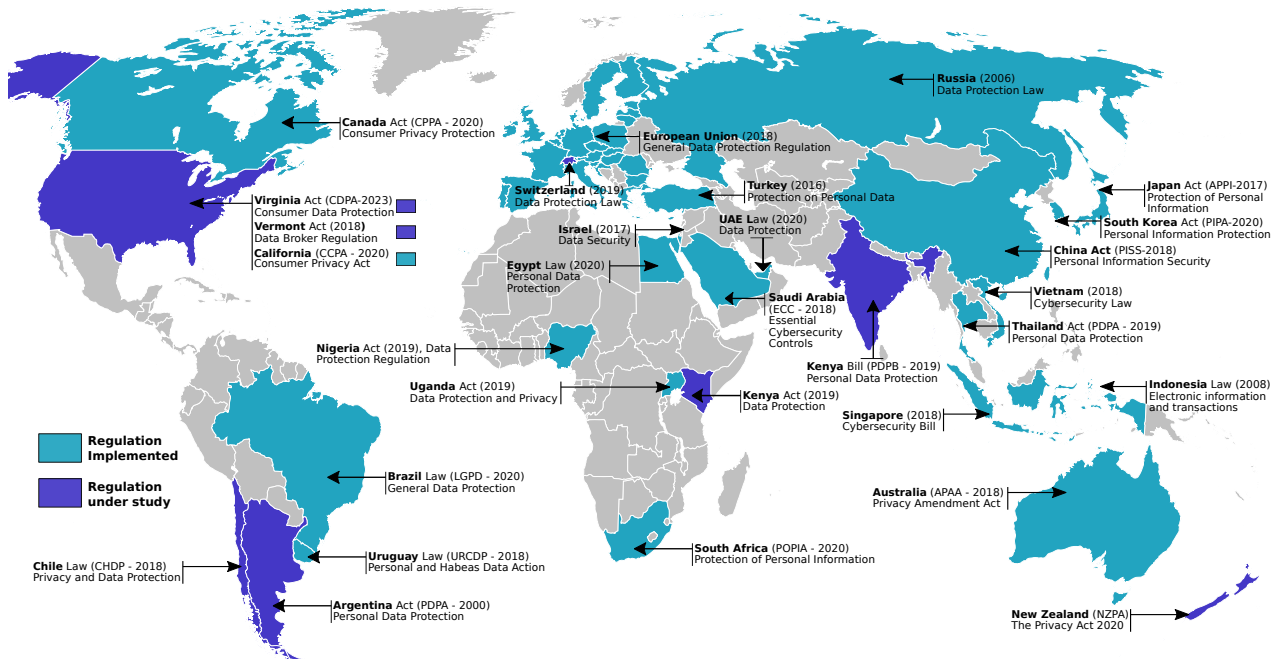 Russia (2006)
Data Protection Law
Canada Act (CPPA - 2020)
Consumer Privacy Protection
European Union (2018)
General Data Protection Regulation
Switzerland (2019)
Data Protection Law
Turkey (2016)
Protection on Personal Data
Japan Act (APPI-2017)
Protection of Personal
Information
Virginia Act (CDPA-2023)
Consumer Data Protection
Vermont Act (2018)
Data Broker Regulation
California (CCPA - 2020)
Consumer Privacy Act
Israel (2017)
Data Security
UAE Law (2020)
Data Protection
South Korea Act (PIPA-2020)
Personal Information Protection
China Act (PISS-2018)
Personal Information Security
Egypt Law (2020)
Personal Data
Protection
Saudi Arabia
(ECC - 2018)
Essential
Cybersecurity
Controls
Vietnam (2018)
Cybersecurity Law
Thailand Act (PDPA - 2019)
Personal Data Protection
Nigeria Act (2019), Data
Protection Regulation
Kenya Bill (PDPB - 2019)
Personal Data Protection
Uganda Act (2019)
Data Protection and Privacy
Kenya Act (2019)
Data Protection
Indonesia Law (2008)
Electronic information
and transactions
Singapore (2018)
Cybersecurity Bill
Regulation
Implemented
Regulation
under study
Brazil Law (LGPD - 2020)
General Data Protection
Australia (APAA - 2018)
Privacy Amendment Act
South Africa (POPIA - 2020)
Protection of Personal Information
Uruguay Law (URCDP - 2018)
Personal and Habeas Data Action
Chile Law (CHDP - 2018)
Privacy and Data Protection
Argentina Act (PDPA - 2000)
Personal Data Protection
New Zealand (NZPA)
The Privacy Act 2020